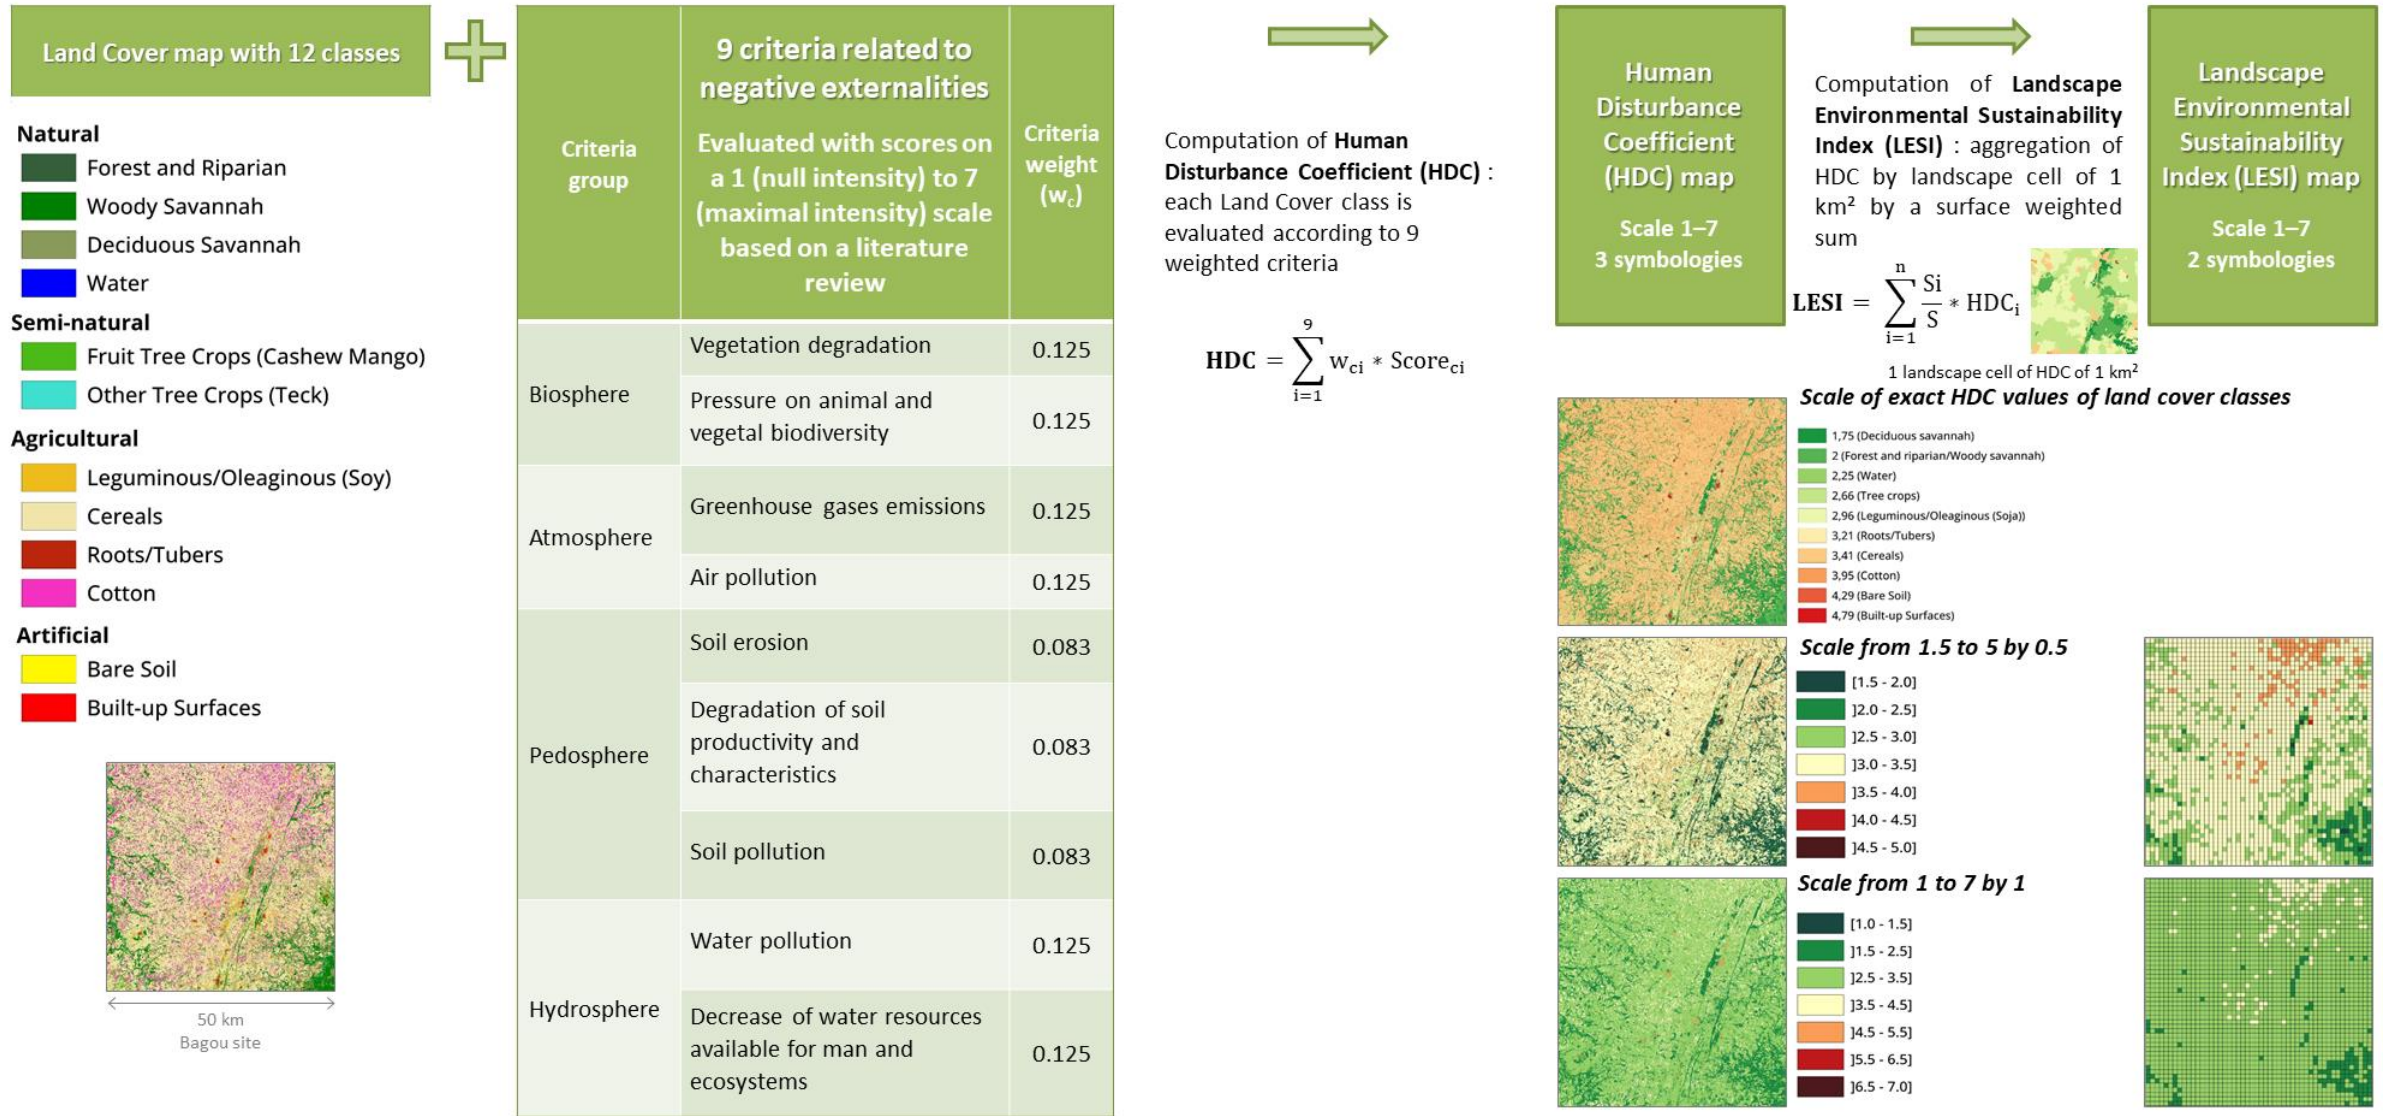 Land Cover map with 12 classes
Natural
Forest and Riparian
Woody Savannah
Deciduous Savannah
Water
Semi-natural
Fruit Tree Crops (Cashew Mango)
Other Tree Crops (Teck)
Agricultural
Leguminous/Oleaginous (Soy)
Cereals
Roots/Tubers
Cotton
Artificial
Bare Soil
Built-up Surfaces
50 km
Bagou site
Criteria
group
9 criteria related to
negative externalities
Evaluated with scores on
a 1 (null intensity) to 7
(maximal intensity) scale
based on a literature
review
Criteria
weight
(wc)
Biosphere
Vegetation degradation
0.125
Pressure on animal and
vegetal biodiversity
0.125
Atmosphere
Greenhouse gases emissions
0.125
Air pollution
0.125
Pedosphere
Soil erosion
0.083
Degradation of soil
productivity and
characteristics
0.083
Soil pollution
0.083
Hydrosphere
Water pollution
0.125
Decrease of water resources
available for man and
ecosystems
0.125
Computation of Human
Disturbance Coefficient (HDC) :
each Land Cover class is
evaluated according to 9
weighted criteria
HDC = ∑ i=1 9 wci * Scoreci
Human
Disturbance
Coefficient
(HDC) map
Scale 1–7
3 symbologies
Computation of Landscape
Environmental Sustainability
Index (LESI) : aggregation of
HDC by landscape cell of 1
km² by a surface weighted
sum
LESI = ∑ i=1 n Si/S * HDCi
1 landscape cell of HDC of 1 km²
Landscape
Environmental
Sustainability
Index (LESI) map
Scale 1–7
2 symbologies
Scale of exact HDC values of land cover classes
1,75 (Deciduous savannah)
2 (Forest and riparian/Woody savannah)
2,25 (Water)
2,66 (Tree crops)
2,96 (Leguminous/Oleaginous (Soja))
3,21 (Roots/Tubers)
3,41 (Cereals)
3,95 (Cotton)
4,29 (Bare Soil)
4,79 (Built-up Surfaces)
Scale from 1.5 to 5 by 0.5
[1.5 - 2.0]
]2.0 - 2.5]
]2.5 - 3.0]
]3.0 - 3.5]
]3.5 - 4.0]
]4.0 - 4.5]
]4.5 - 5.0]
Scale from 1 to 7 by 1
[1.0 - 1.5]
]1.5 - 2.5]
]2.5 - 3.5]
]3.5 - 4.5]
]4.5 - 5.5]
]5.5 - 6.5]
]6.5 - 7.0]